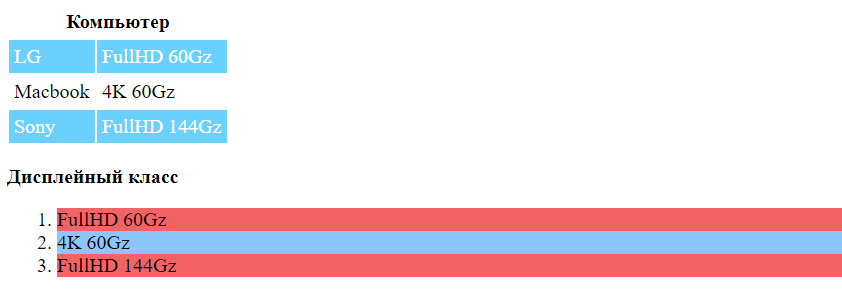 Компьютер
LG FullHD 60Gz
Macbook 4K 60Gz
Sony FullHD 144Gz
Дисплейный класс
1. FullHD 60Gz
2. 4K 60Gz
3. FullHD 144Gz